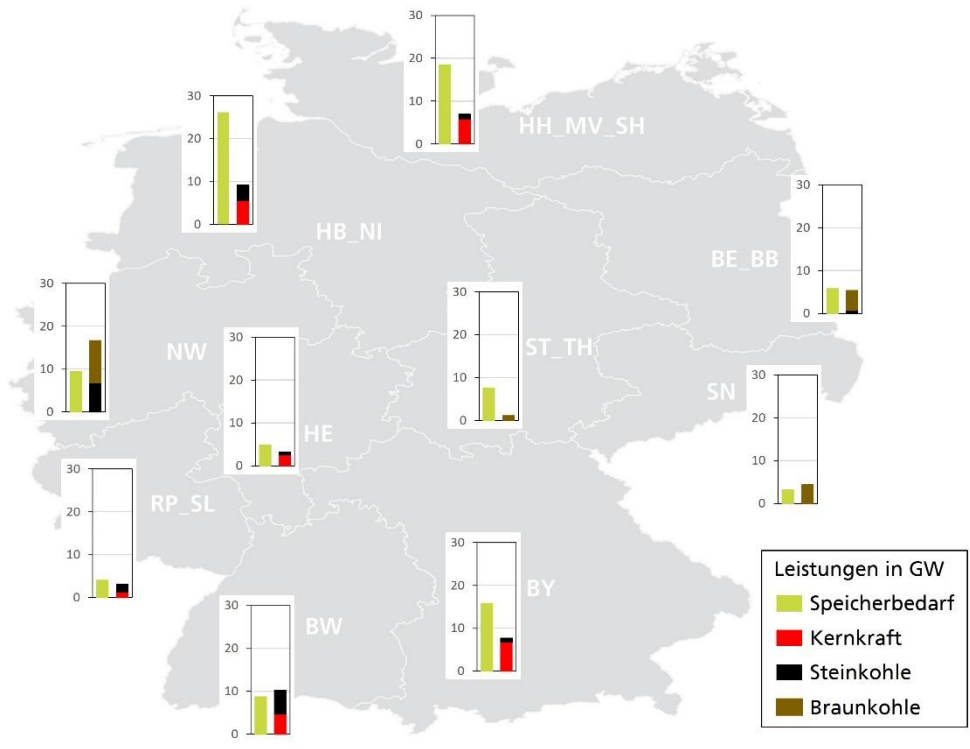 30
20
10
0
HH_MV_SH
30
20
10
0
HB_NI
30
20
10
0
BE_BB
30
20
10
0
NW
30
20
10
0
HE
30
20
10
0
ST_TH
30
20
10
0
SN
30
20
10
0
RP_SL
30
20
10
0
BY
30
20
10
0
BW
Leistungen in GW
Speicherbedarf
Kernkraft
Steinkohle
Braunkohle